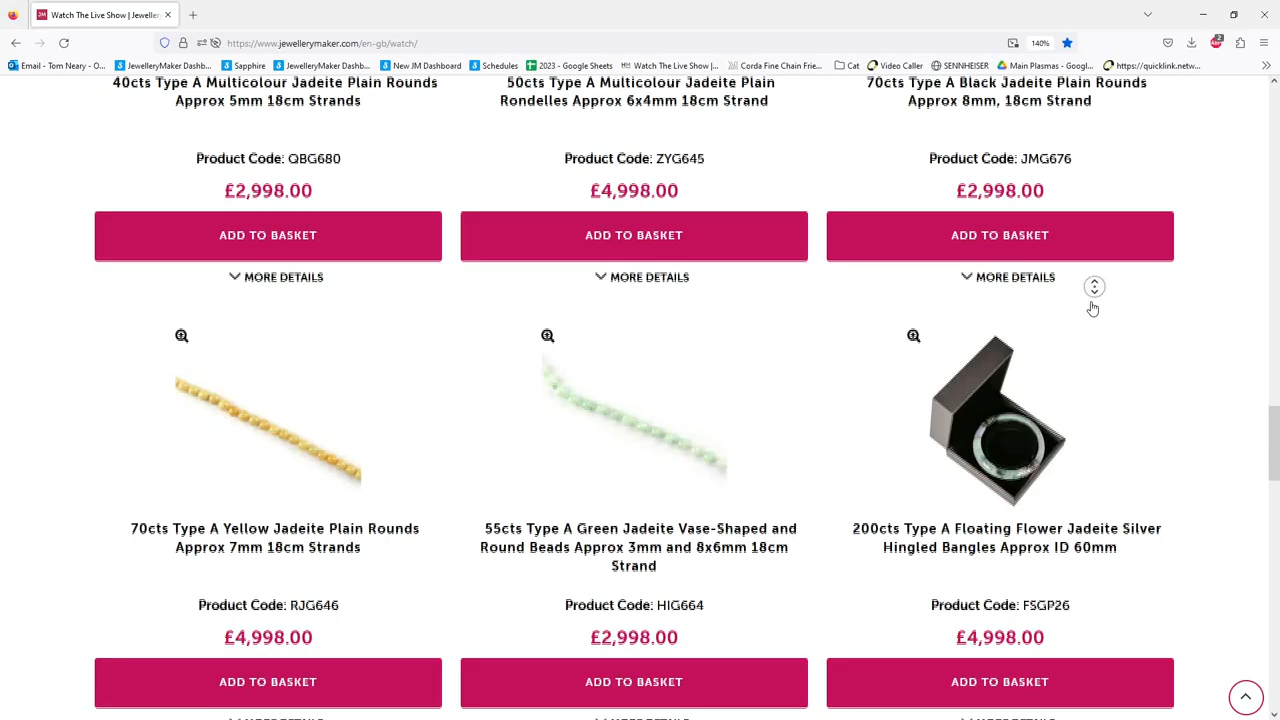 JM Watch The Live Show | Jeweller
https://www.jewellerymaker.com/en-gb/watch/
140%
2
Email - Tom Neary - O...
JewelleryMaker Dashb...
Sapphire
JewelleryMaker Dashb...
New JM Dashboard
Schedules
2023 - Google Sheets
Watch The Live Show |...
Corda Fine Chain Frie...
Cat
Video Caller
SENNHEISER
Main Plasmas - Googl...
https://quicklink.netw...
40cts Type A Multicolour Jadeite Plain Rounds
Approx 5mm 18cm Strands
Product Code: QBG680
£2,998.00
ADD TO BASKET
MORE DETAILS
50cts Type A Multicolour Jadeite Plain
Rondelles Approx 6x4mm 18cm Strand
Product Code: ZYG645
£4,998.00
ADD TO BASKET
MORE DETAILS
70cts Type A Black Jadeite Plain Rounds
Approx 8mm, 18cm Strand
Product Code: JMG676
£2,998.00
ADD TO BASKET
MORE DETAILS
70cts Type A Yellow Jadeite Plain Rounds
Approx 7mm 18cm Strands
Product Code: RJG646
£4,998.00
ADD TO BASKET
55cts Type A Green Jadeite Vase-Shaped and
Round Beads Approx 3mm and 8x6mm 18cm
Strand
Product Code: HIG664
£2,998.00
ADD TO BASKET
200cts Type A Floating Flower Jadeite Silver
Hingled Bangles Approx ID 60mm
Product Code: FSGP26
£4,998.00
ADD TO BASKET